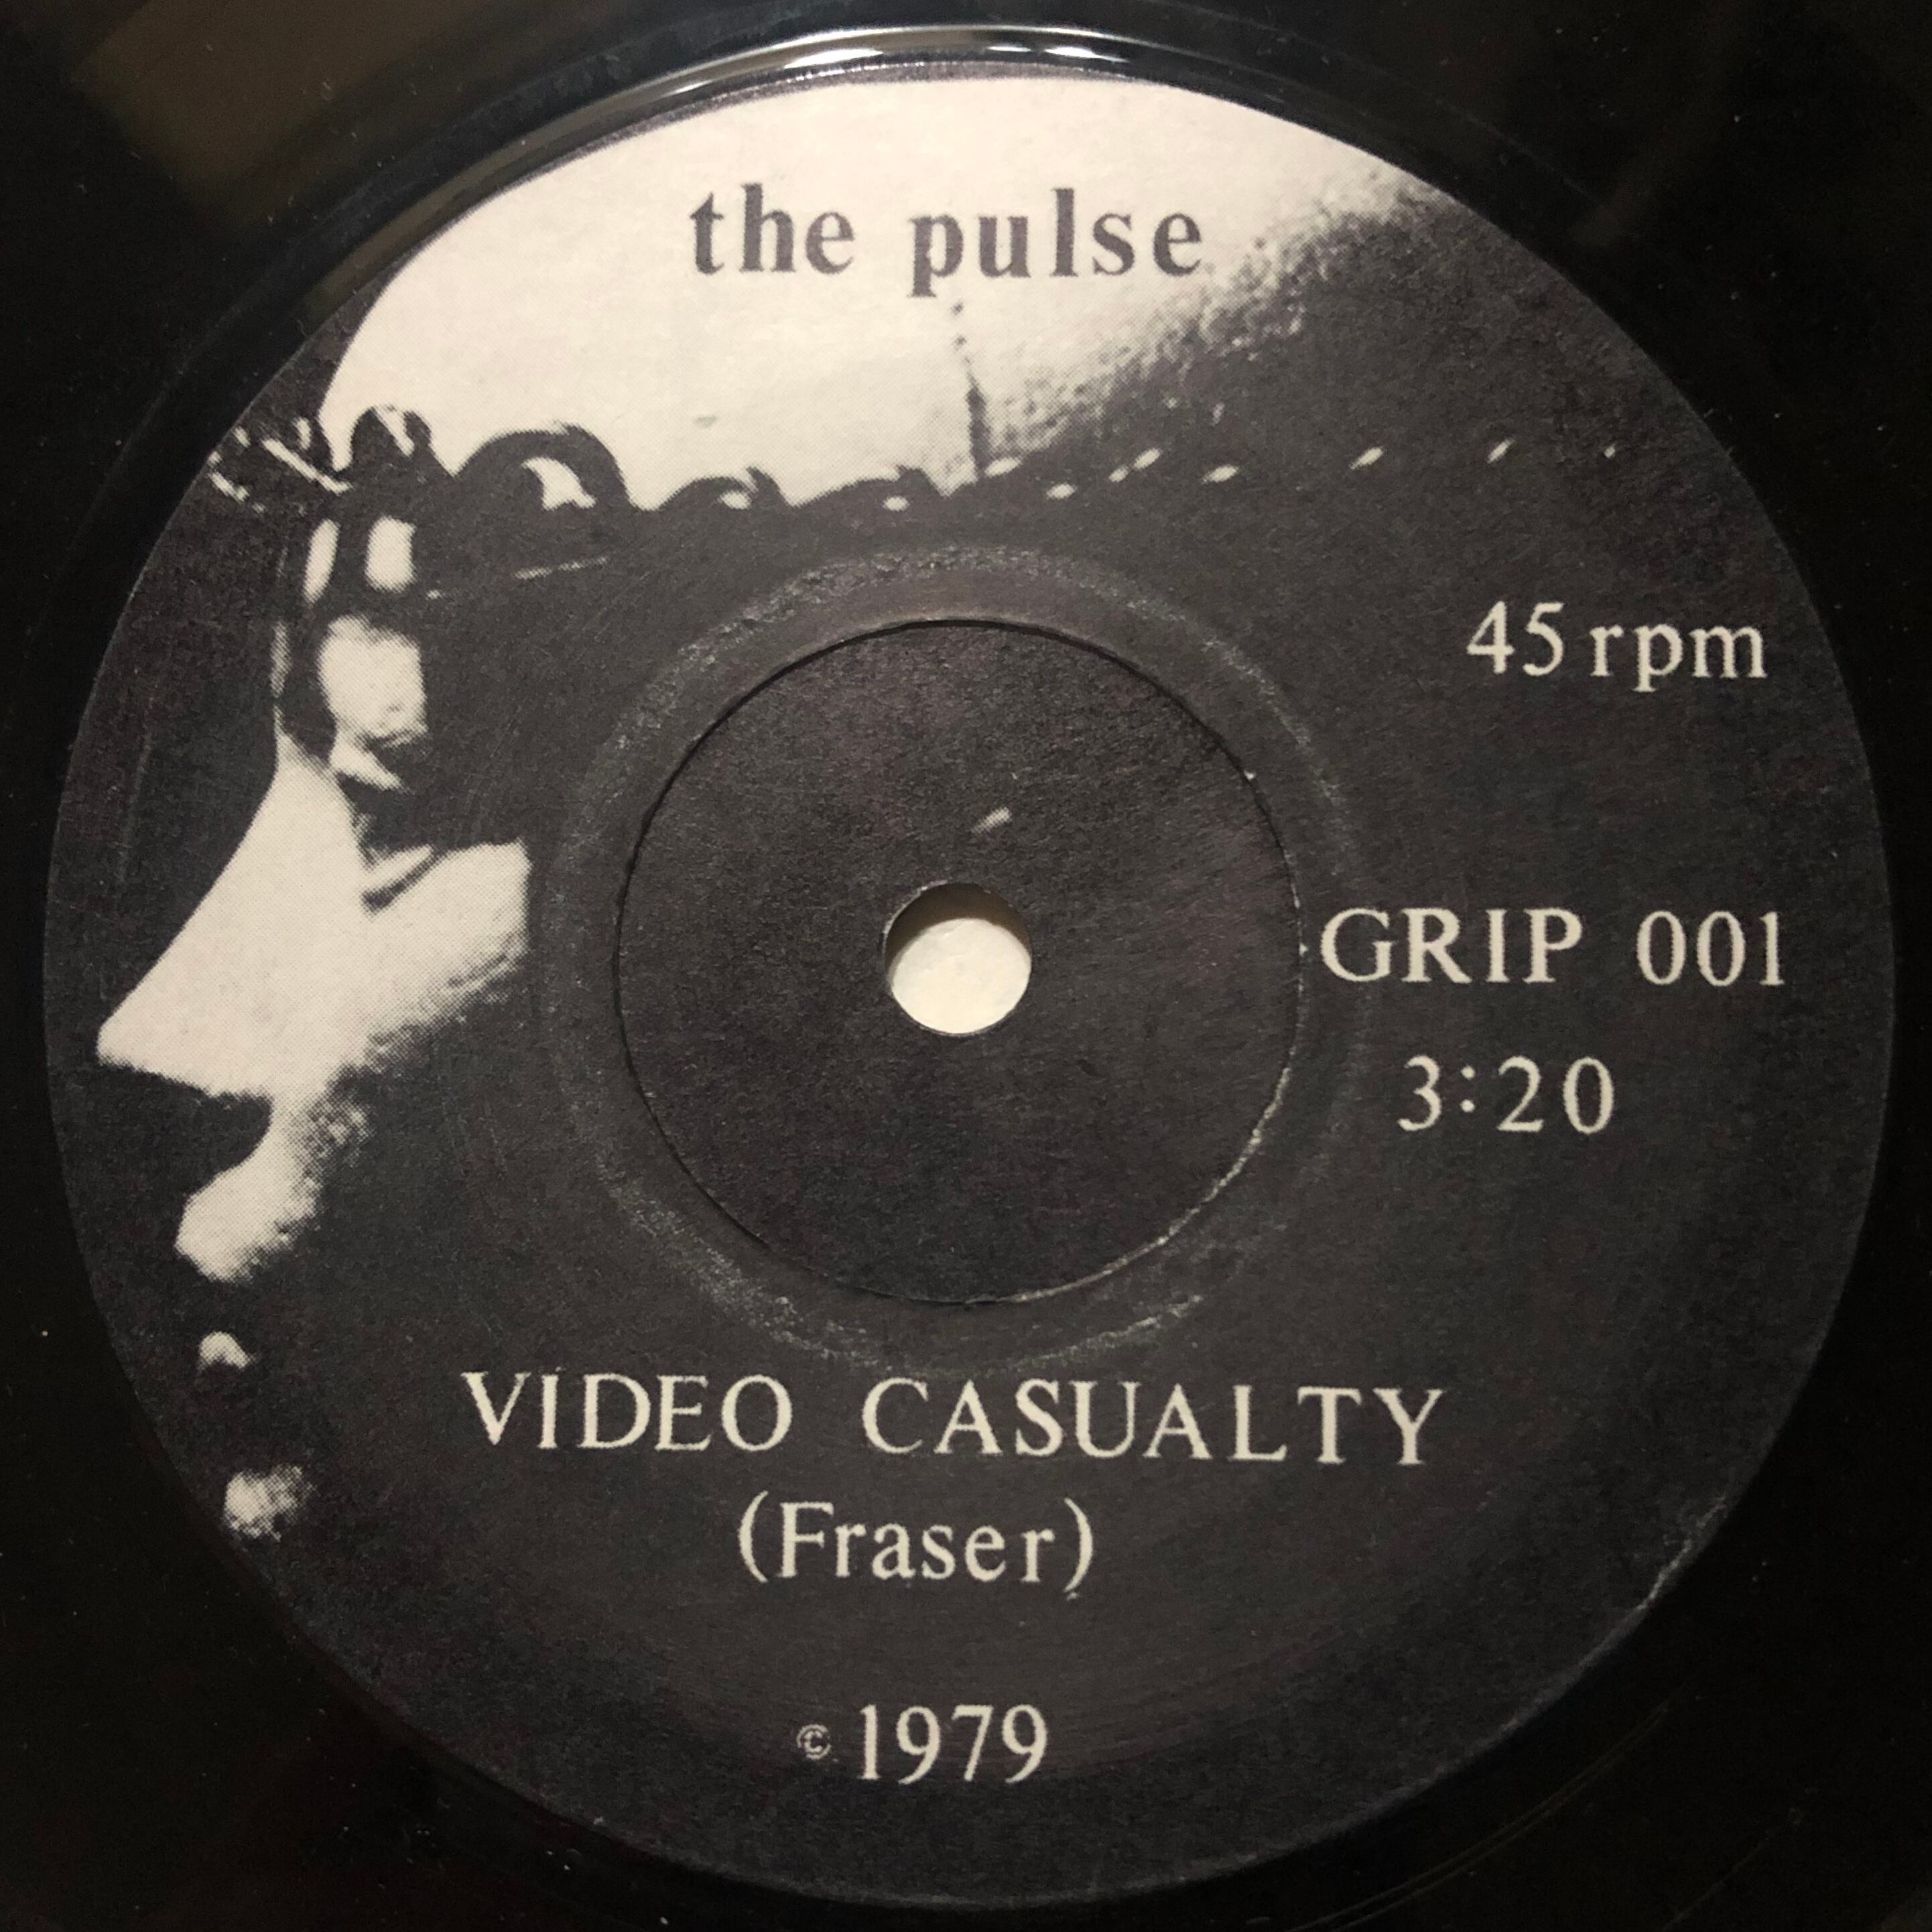 the pulse
45 rpm
GRIP 001
3:20
VIDEO CASUALTY
(Fraser)
© 1979